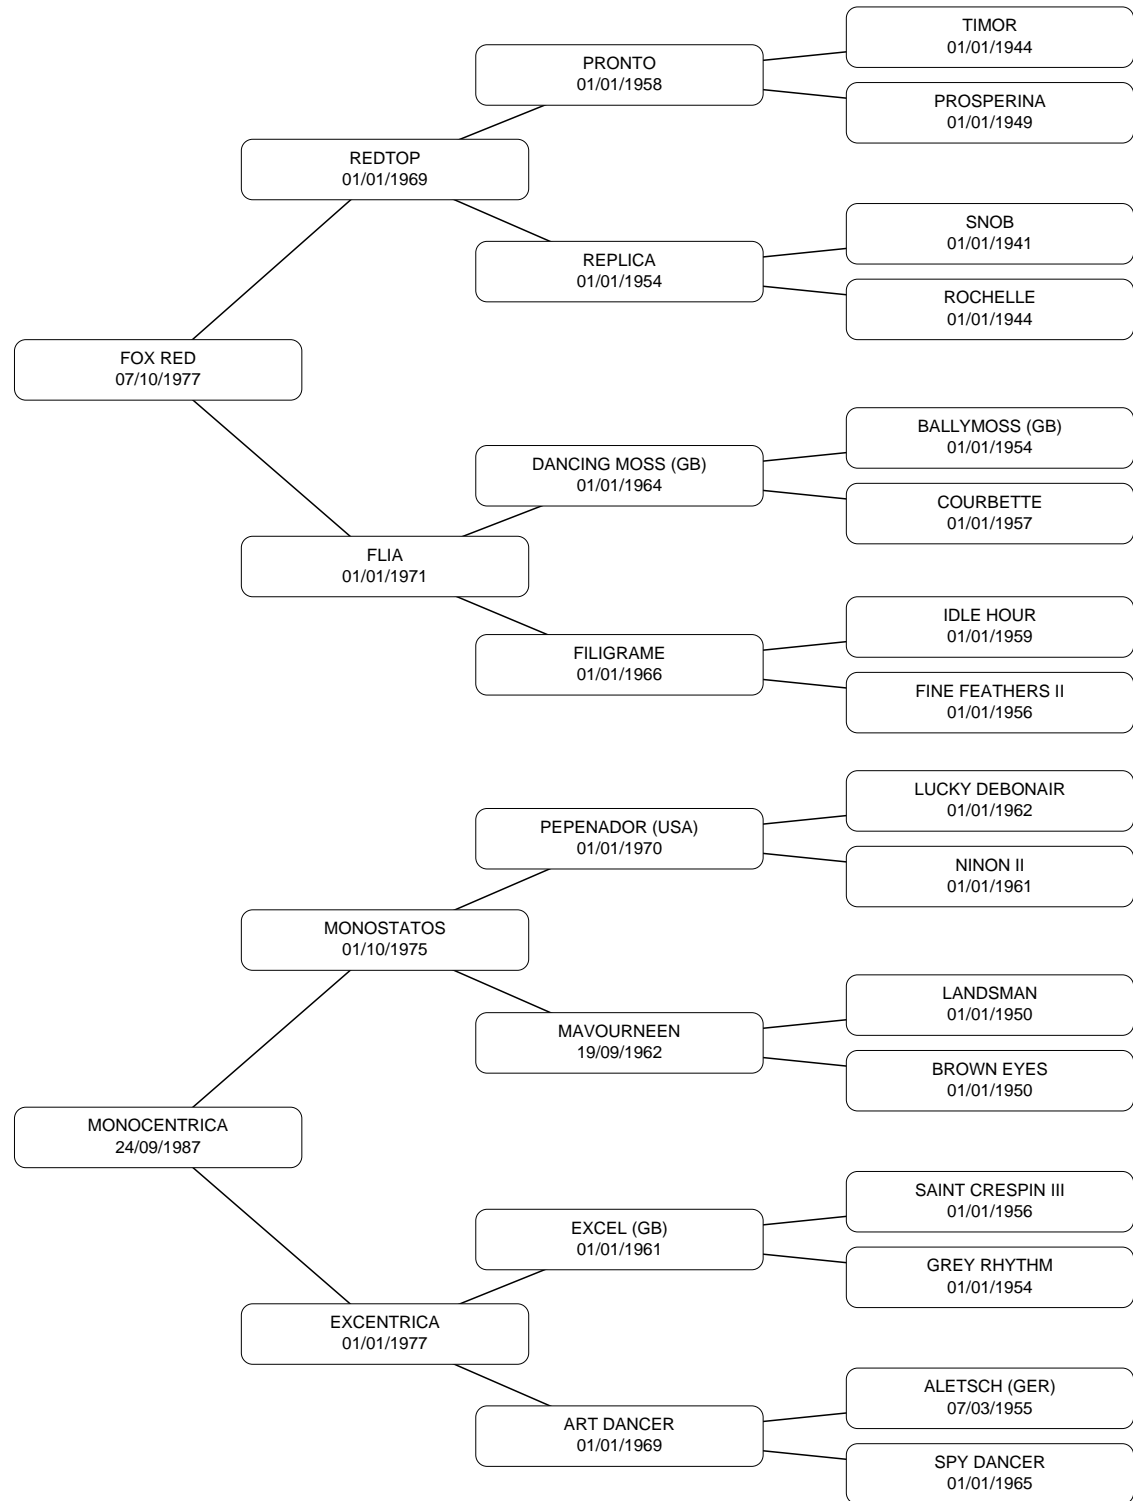 TIMOR
01/01/1944
PRONTO
01/01/1958
PROSPERINA
01/01/1949
REDTOP
01/01/1969
SNOB
01/01/1941
REPLICA
01/01/1954
ROCHELLE
01/01/1944
FOX RED
07/10/1977
BALLYMOSS (GB)
01/01/1954
DANCING MOSS (GB)
01/01/1964
COURBETTE
01/01/1957
FLIA
01/01/1971
IDLE HOUR
01/01/1959
FILIGRAME
01/01/1966
FINE FEATHERS II
01/01/1956
LUCKY DEBONAIR
01/01/1962
PEPENADOR (USA)
01/01/1970
NINON II
01/01/1961
MONOSTATOS
01/10/1975
LANDSMAN
01/01/1950
MAVOURNEEN
19/09/1962
BROWN EYES
01/01/1950
MONOCENTRICA
24/09/1987
SAINT CRESPIN III
01/01/1956
EXCEL (GB)
01/01/1961
GREY RHYTHM
01/01/1954
EXCENTRICA
01/01/1977
ALETSCH (GER)
07/03/1955
ART DANCER
01/01/1969
SPY DANCER
01/01/1965